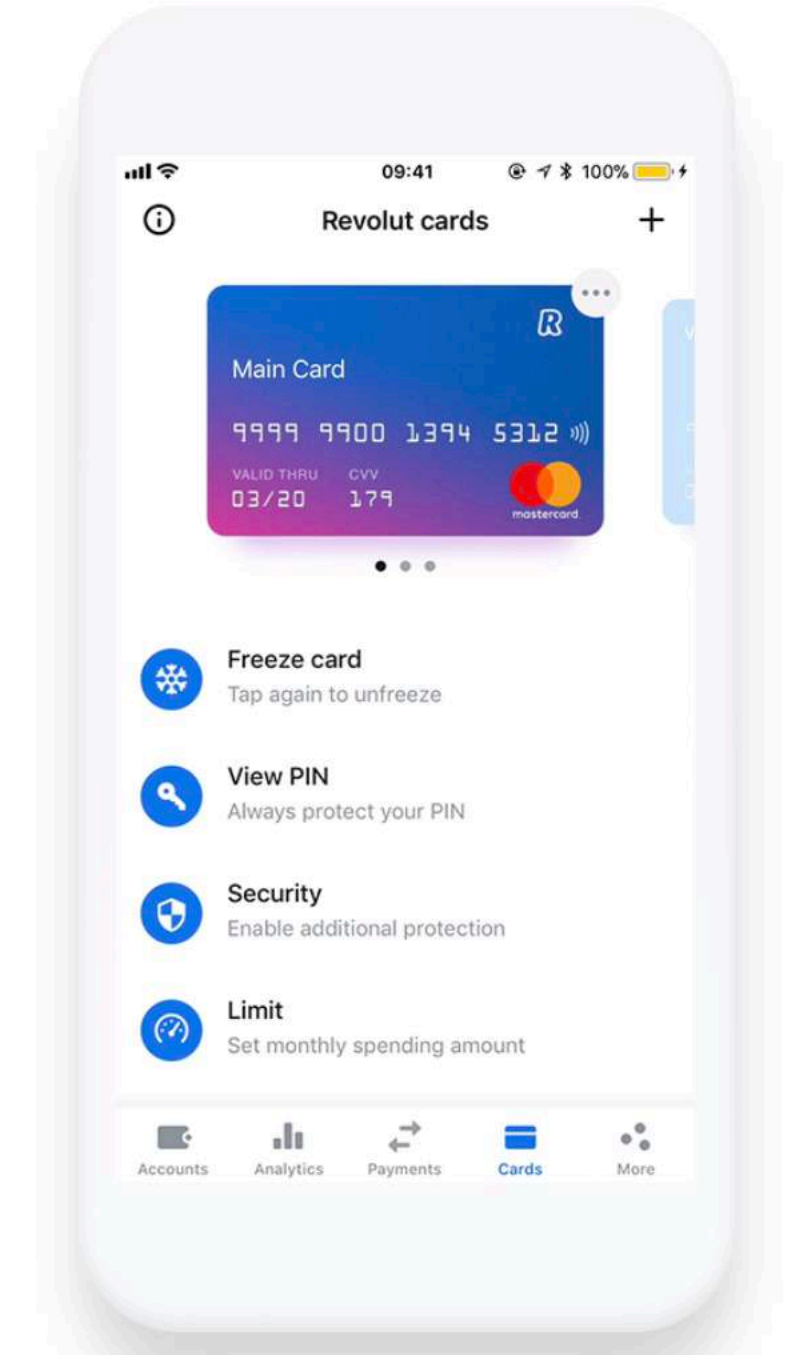 09:41 100%
Revolut cards
R
Main Card
9999 9900 1394 5312
VALID THRU CVV
03/20 179
mastercard
Freeze card
Tap again to unfreeze
View PIN
Always protect your PIN
Security
Enable additional protection
Limit
Set monthly spending amount
Accounts Analytics Payments Cards More